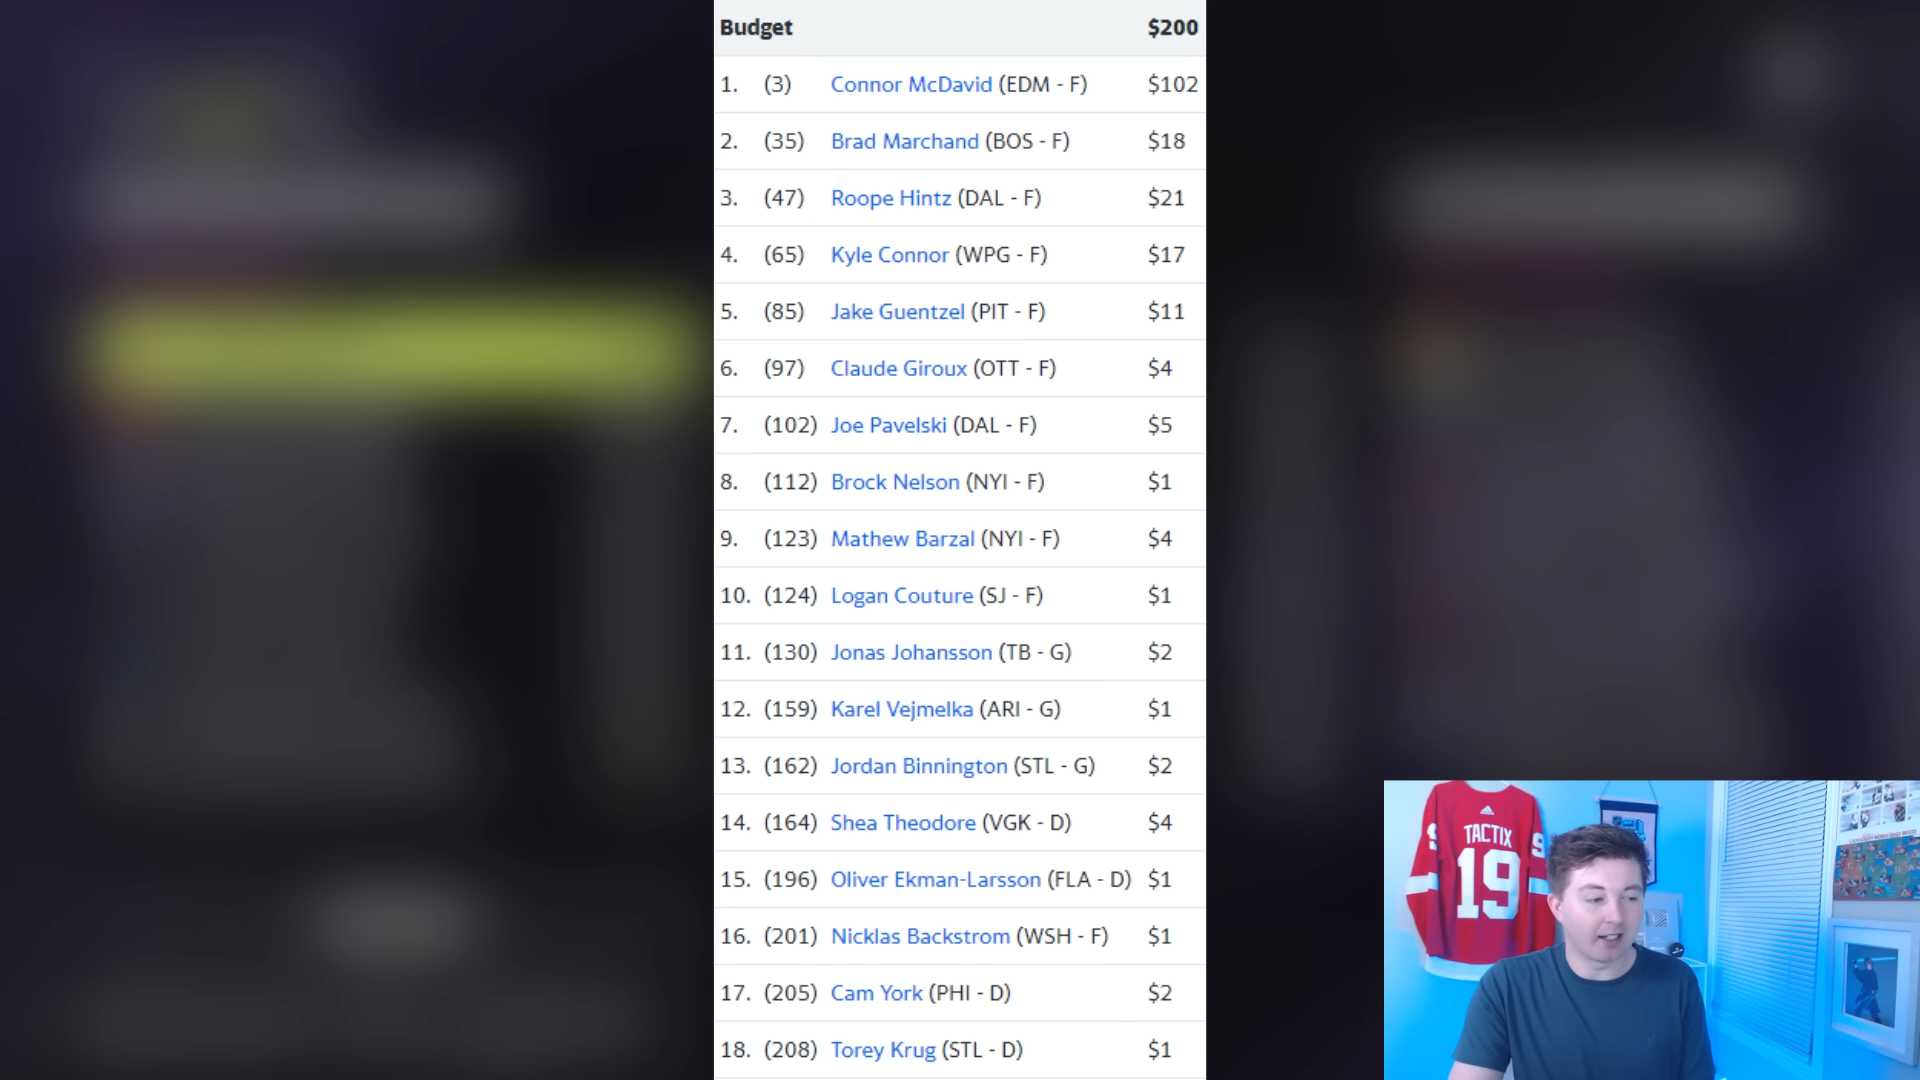 Budget $200
1. (3) Connor McDavid (EDM - F) $102
2. (35) Brad Marchand (BOS - F) $18
3. (47) Roope Hintz (DAL - F) $21
4. (65) Kyle Connor (WPG - F) $17
5. (85) Jake Guentzel (PIT - F) $11
6. (97) Claude Giroux (OTT - F) $4
7. (102) Joe Pavelski (DAL - F) $5
8. (112) Brock Nelson (NYI - F) $1
9. (123) Mathew Barzal (NYI - F) $4
10. (124) Logan Couture (SJ - F) $1
11. (130) Jonas Johansson (TB - G) $2
12. (159) Karel Vejmelka (ARI - G) $1
13. (162) Jordan Binnington (STL - G) $2
14. (164) Shea Theodore (VGK - D) $4
15. (196) Oliver Ekman-Larsson (FLA - D) $1
16. (201) Nicklas Backstrom (WSH - F) $1
17. (205) Cam York (PHI - D) $2
18. (208) Torey Krug (STL - D) $1
TACTIX
19